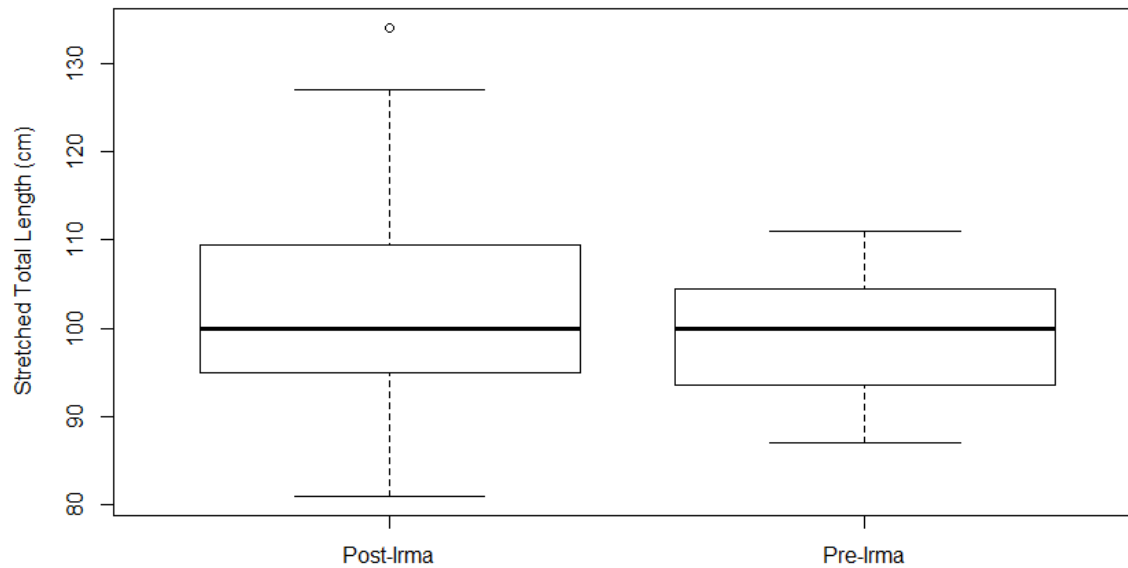 Stretched Total Length (cm)
130
120
110
100
90
80
Post-Irma
Pre-Irma